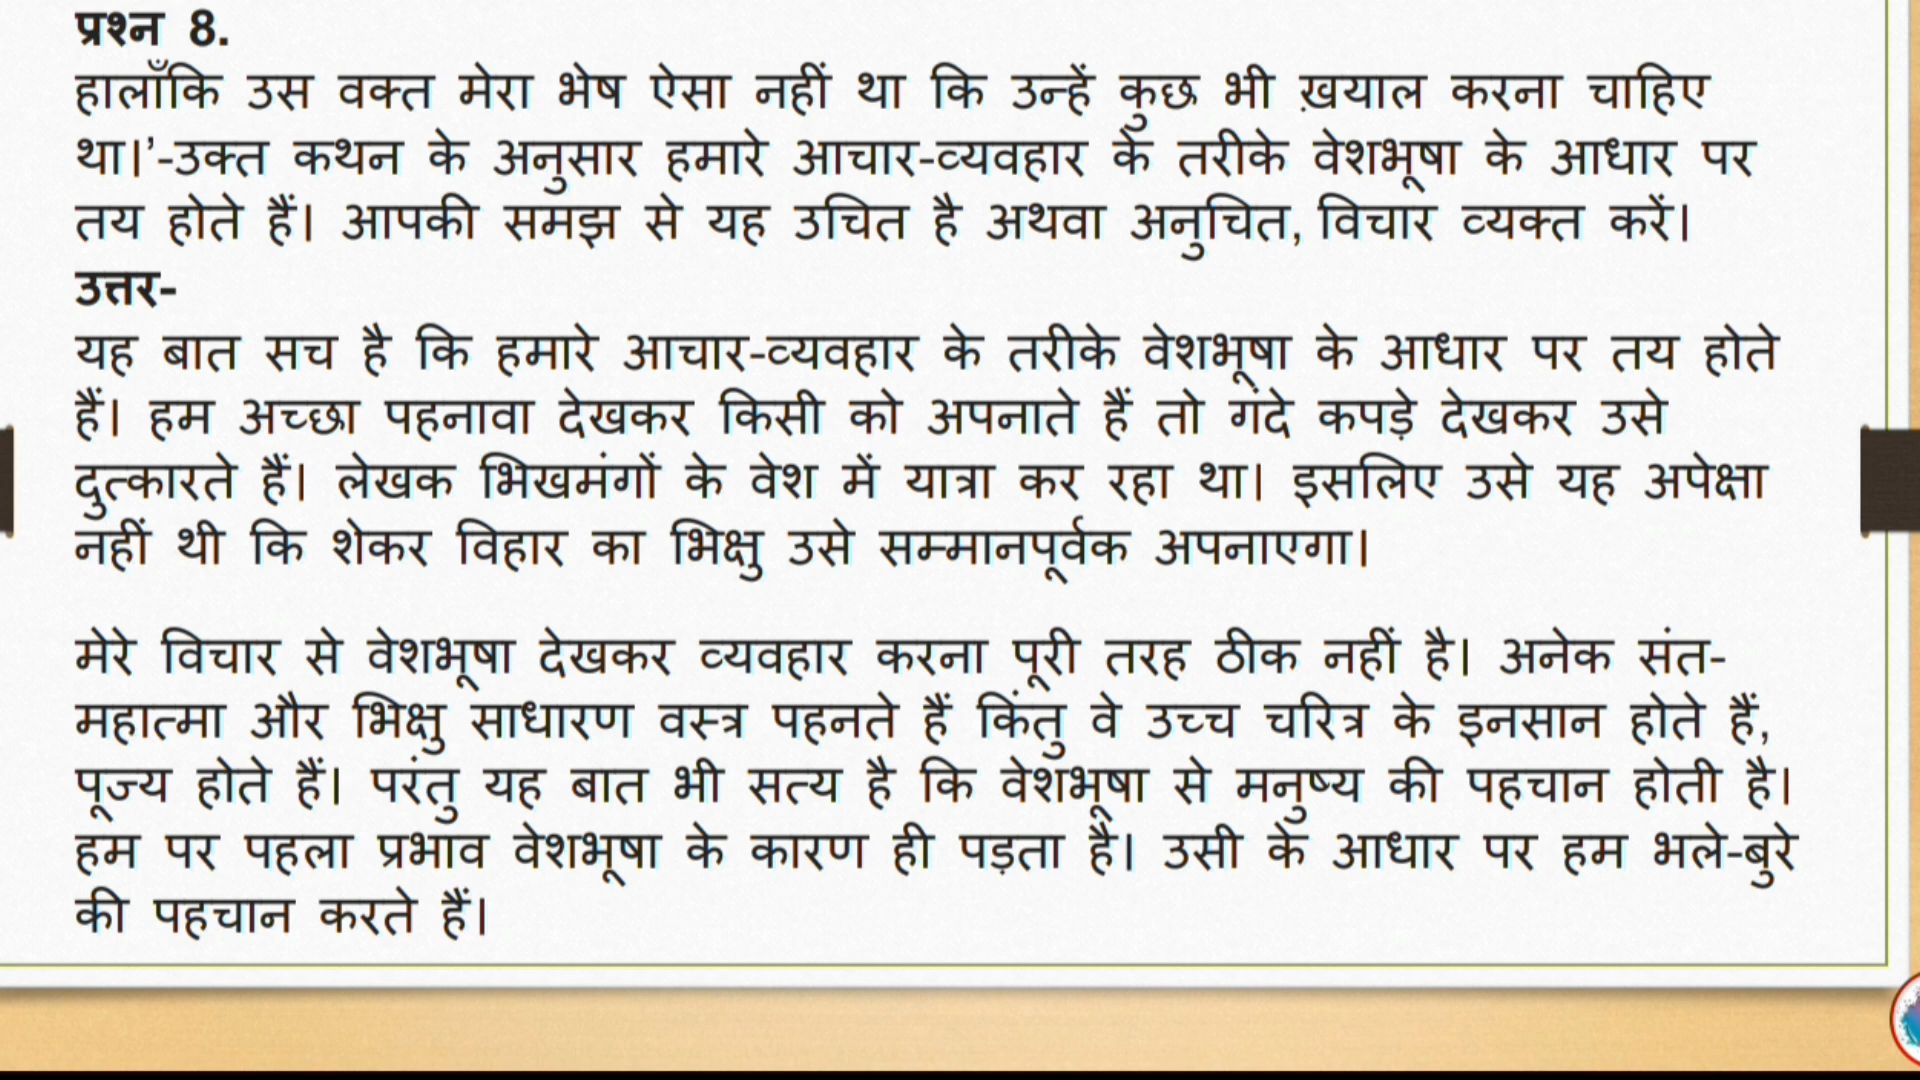 प्रश्न 8.
हालाँकि उस वक्त मेरा भेष ऐसा नहीं था कि उन्हें कुछ भी ख़याल करना चाहिए
था।’-उक्त कथन के अनुसार हमारे आचार-व्यवहार के तरीके वेशभूषा के आधार पर
तय होते हैं। आपकी समझ से यह उचित है अथवा अनुचित, विचार व्यक्त करें।
उत्तर-
यह बात सच है कि हमारे आचार-व्यवहार के तरीके वेशभूषा के आधार पर तय होते
हैं। हम अच्छा पहनावा देखकर किसी को अपनाते हैं तो गंदे कपड़े देखकर उसे
दुत्कारते हैं। लेखक भिखमंगों के वेश में यात्रा कर रहा था। इसलिए उसे यह अपेक्षा
नहीं थी कि शेकर विहार का भिक्षु उसे सम्मानपूर्वक अपनाएगा।
मेरे विचार से वेशभूषा देखकर व्यवहार करना पूरी तरह ठीक नहीं है। अनेक संत-
महात्मा और भिक्षु साधारण वस्त्र पहनते हैं किंतु वे उच्च चरित्र के इनसान होते हैं,
पूज्य होते हैं। परंतु यह बात भी सत्य है कि वेशभूषा से मनुष्य की पहचान होती है।
हम पर पहला प्रभाव वेशभूषा के कारण ही पड़ता है। उसी के आधार पर हम भले-बुरे
की पहचान करते हैं।